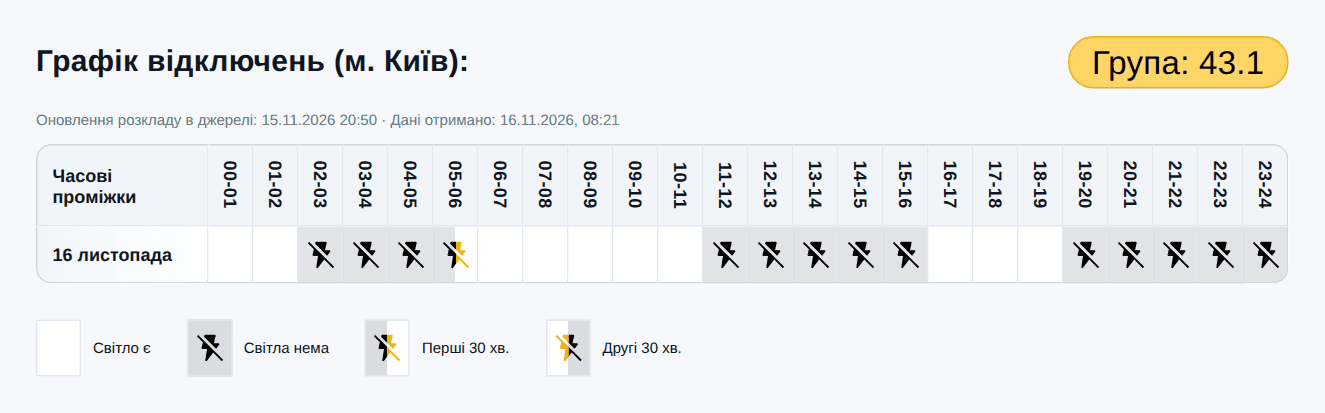 Графік відключень (м. Київ):
Група: 43.1
Оновлення розкладу в джерелі: 15.11.2026 20:50 · Дані отримано: 16.11.2026, 08:21
Часові
проміжки
00-01
01-02
02-03
03-04
04-05
05-06
06-07
07-08
08-09
09-10
10-11
11-12
12-13
13-14
14-15
15-16
16-17
17-18
18-19
19-20
20-21
21-22
22-23
23-24
16 листопада
Світло є
Світла нема
Перші 30 хв.
Другі 30 хв.